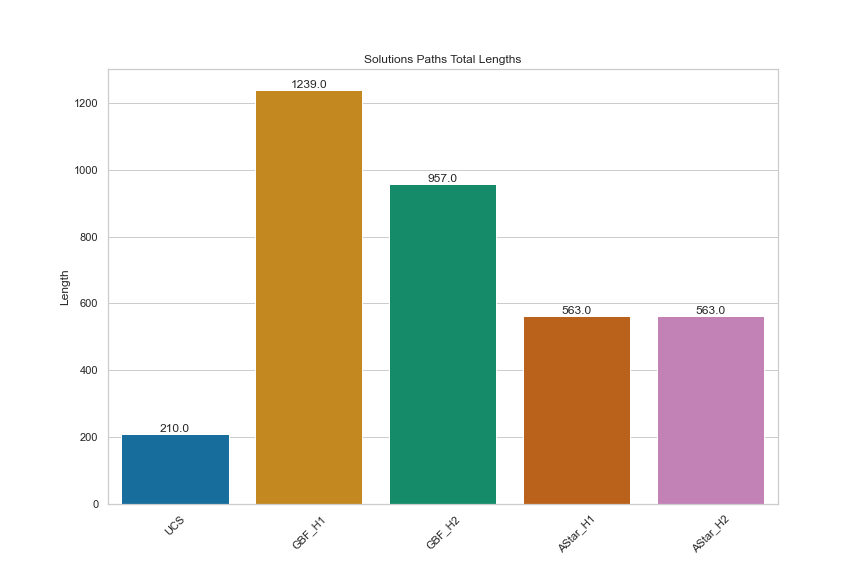 Solutions Paths Total Lengths
1239.0
957.0
563.0
563.0
210.0
1200
1000
800
600
400
200
0
Length
UCS
GBF_H1
GBF_H2
AStar_H1
AStar_H2